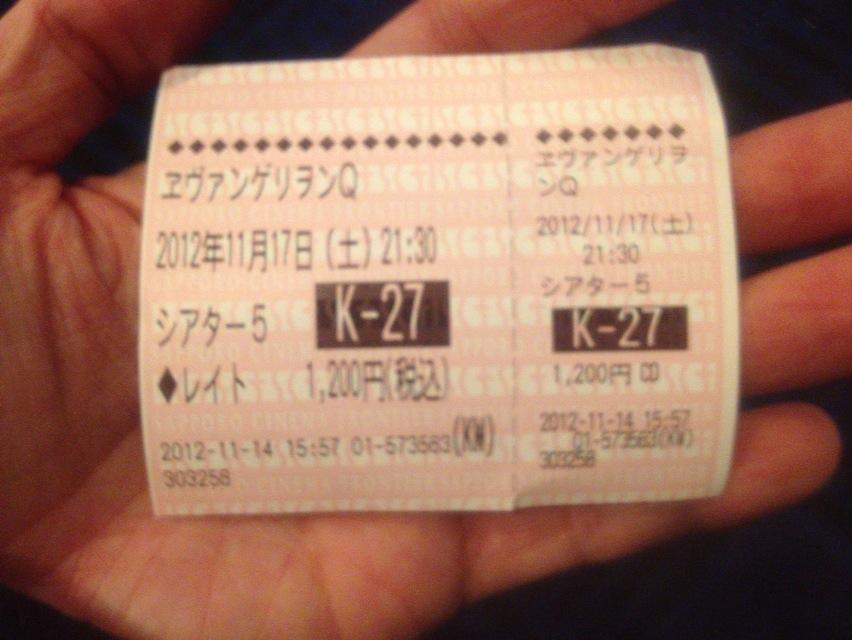 ◆◆◆◆◆◆◆◆◆◆◆◆
ヱヴァンゲリヲンQ
2012年11月17日(土) 21:30
シアター5 K-27
◆レイト 1,200円(税込)
2012-11-14 15:57 01-573563(KW)
303258
◆◆◆◆◆◆◆
ヱヴァンゲリヲ
ンQ
2012/11/17(土)
21:30
シアター5
K-27
1,200円 CD
2012-11-14 15:57
01-573563(KW)
303258